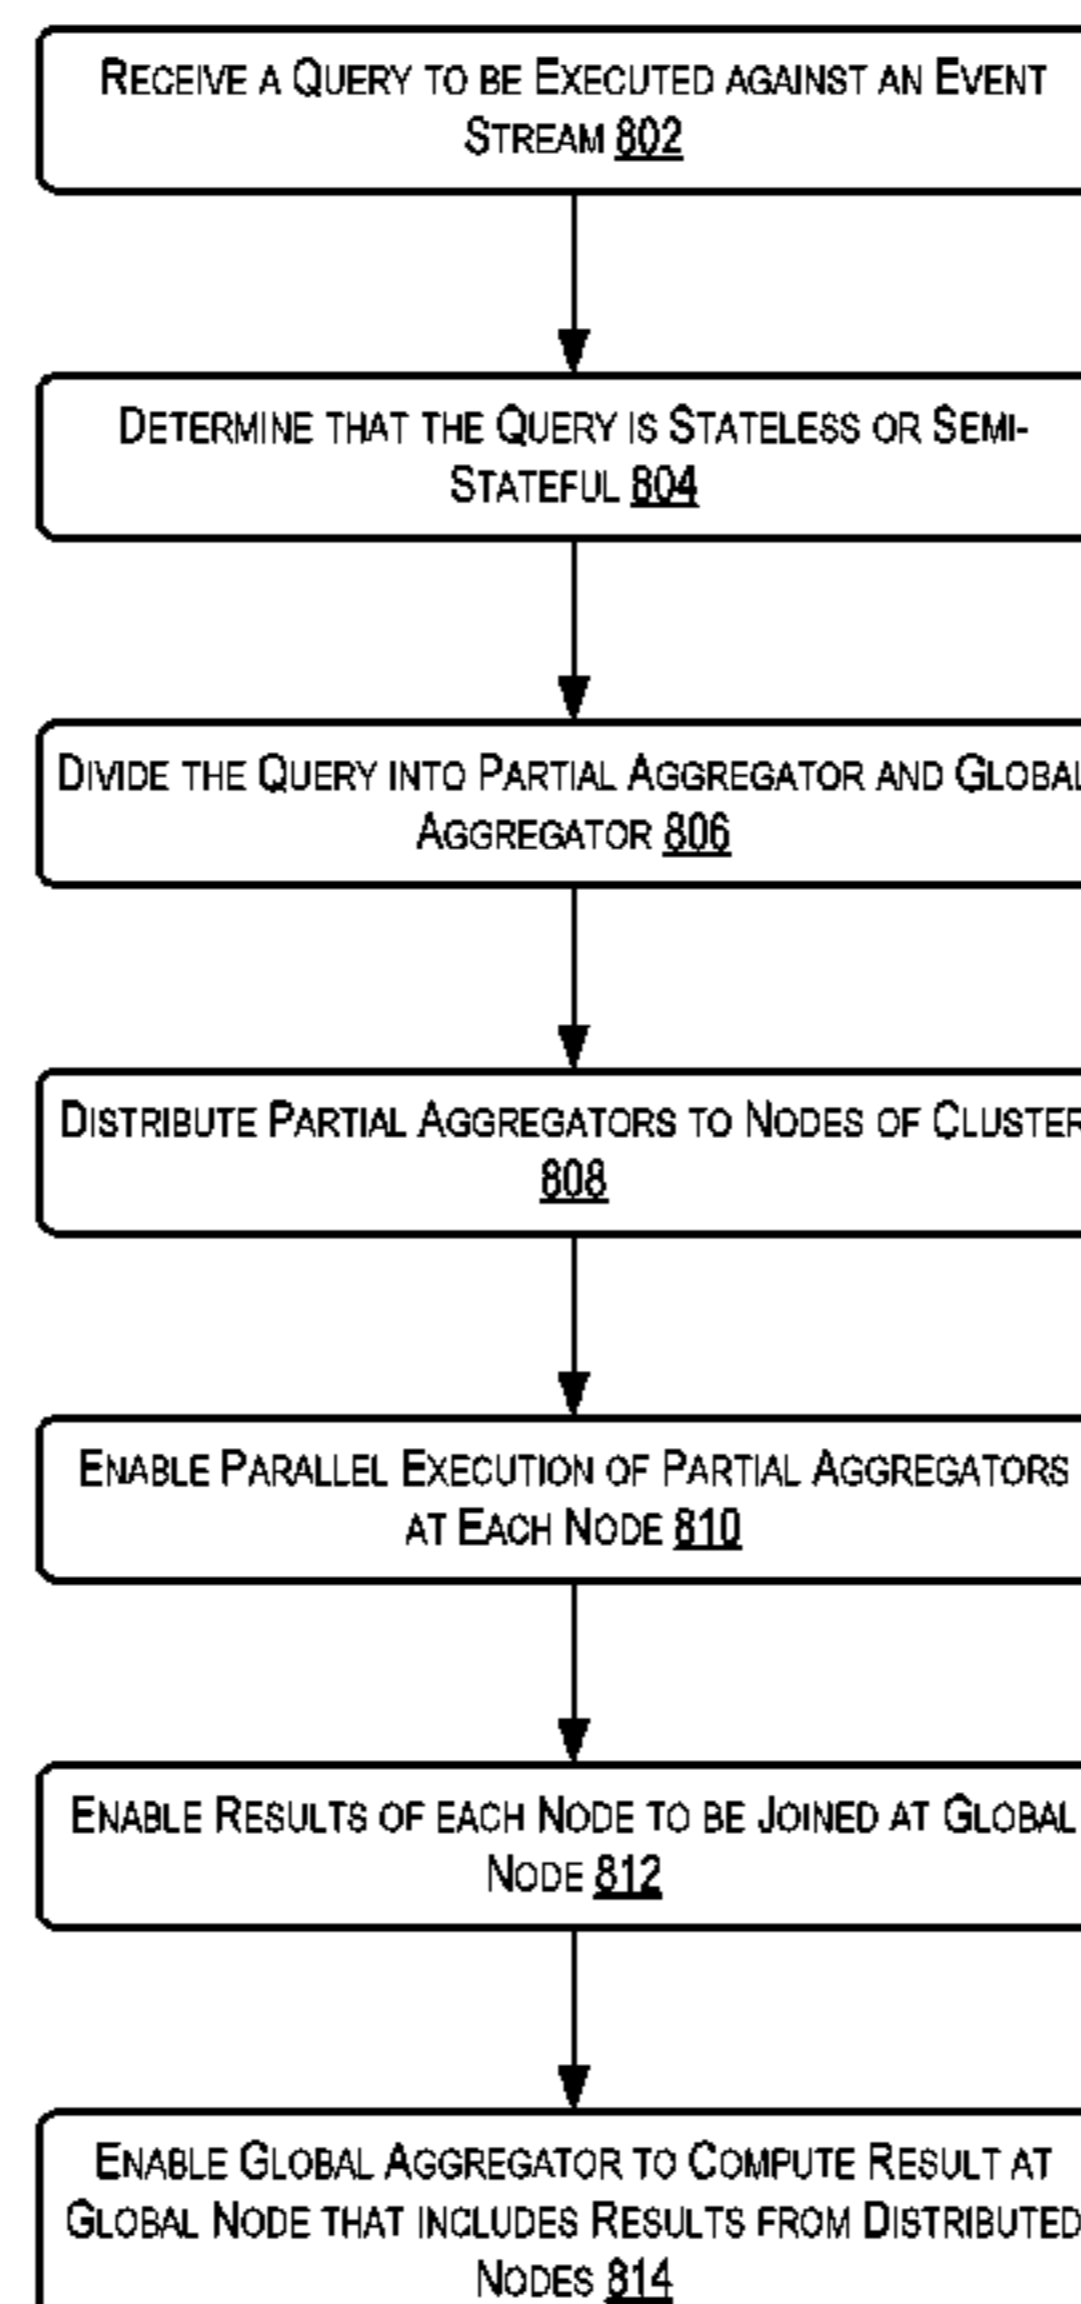 RECEIVE A QUERY TO BE EXECUTED AGAINST AN EVENT
STREAM 802
DETERMINE THAT THE QUERY IS STATELESS OR SEMI-
STATEFUL 804
DIVIDE THE QUERY INTO PARTIAL AGGREGATOR AND GLOBAL
AGGREGATOR 806
DISTRIBUTE PARTIAL AGGREGATORS TO NODES OF CLUSTER
808
ENABLE PARALLEL EXECUTION OF PARTIAL AGGREGATORS
AT EACH NODE 810
ENABLE RESULTS OF EACH NODE TO BE JOINED AT GLOBAL
NODE 812
ENABLE GLOBAL AGGREGATOR TO COMPUTE RESULT AT
GLOBAL NODE THAT INCLUDES RESULTS FROM DISTRIBUTED
NODES 814